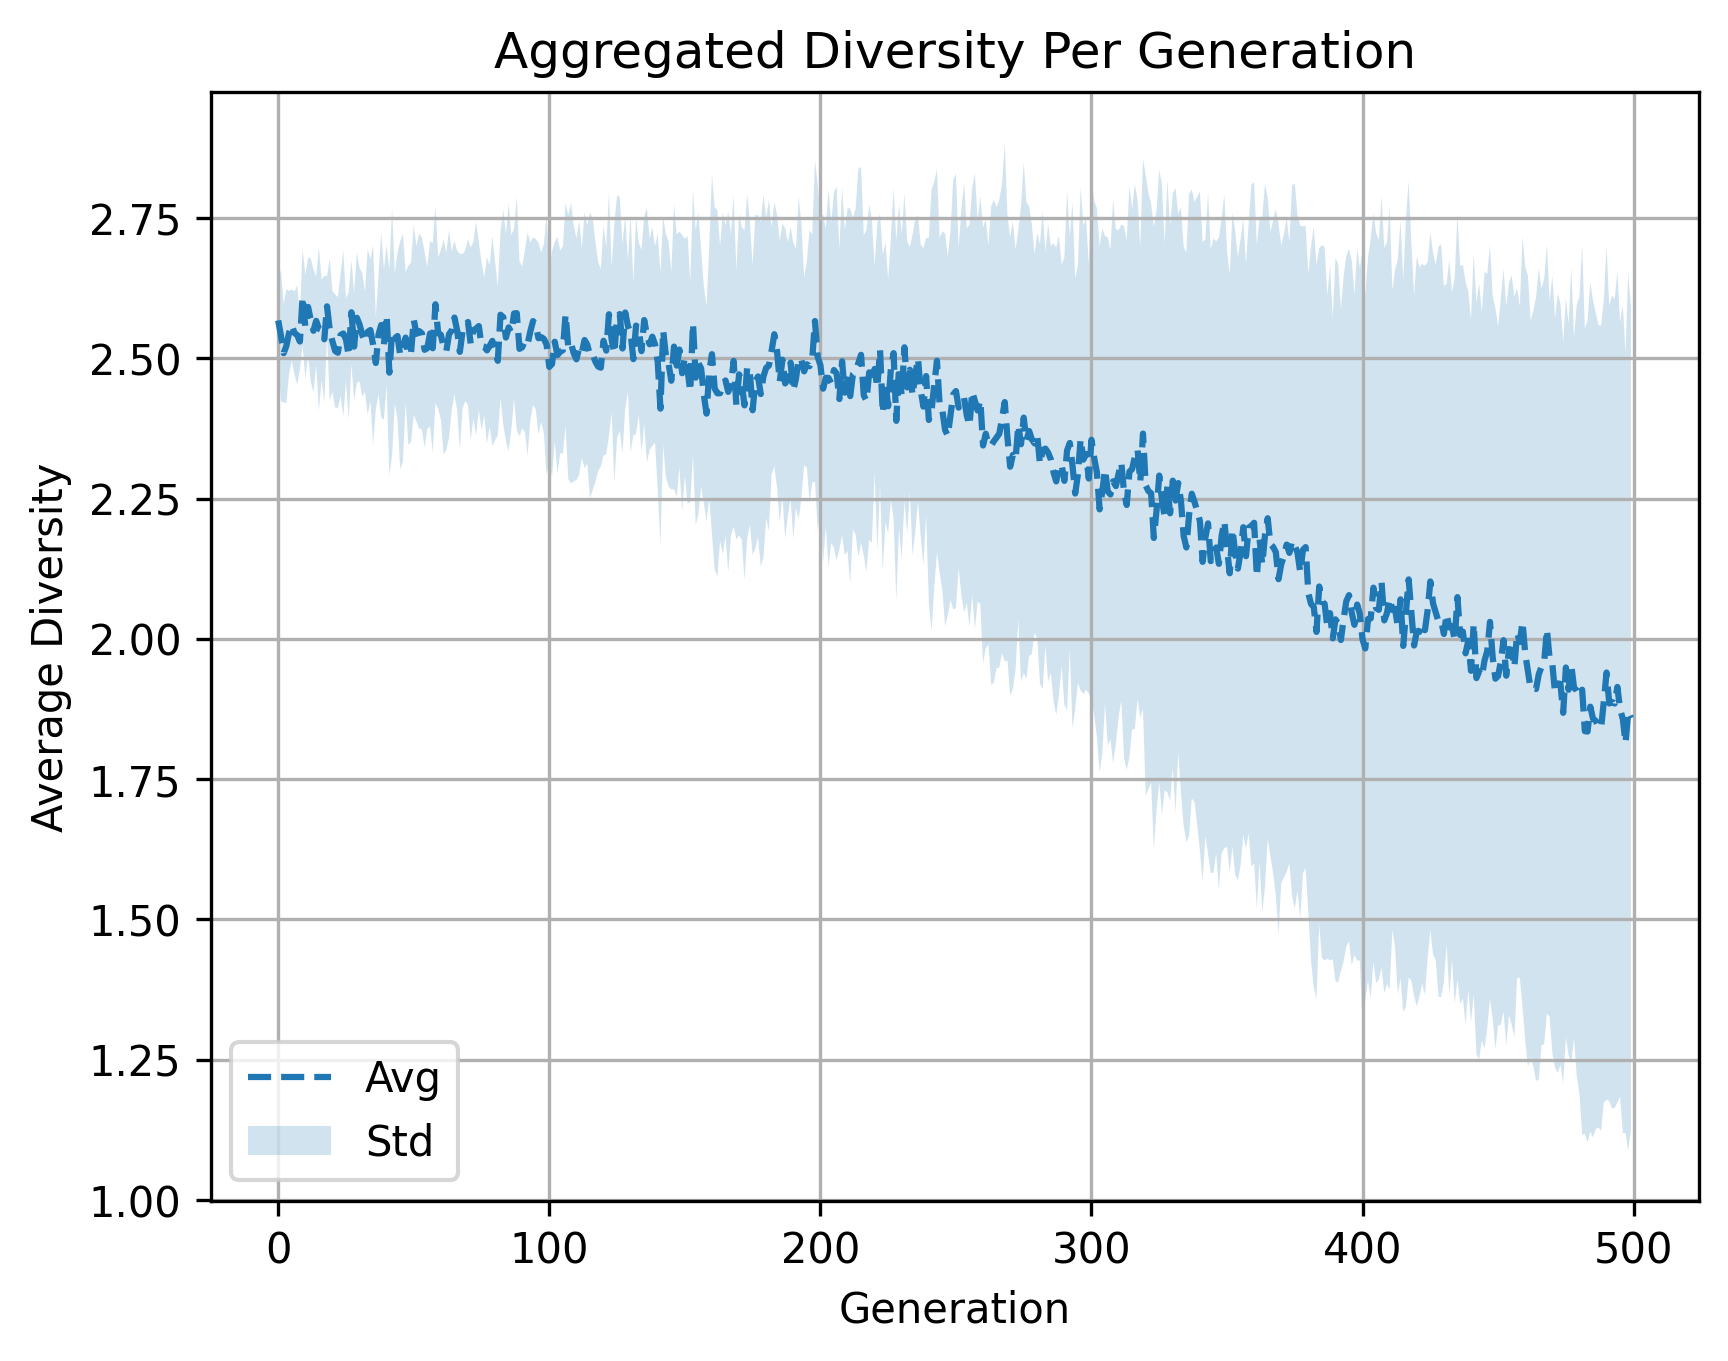 Aggregated Diversity Per Generation
Average Diversity
2.75
2.50
2.25
2.00
1.75
1.50
1.25
1.00
Avg
Std
0 100 200 300 400 500
Generation